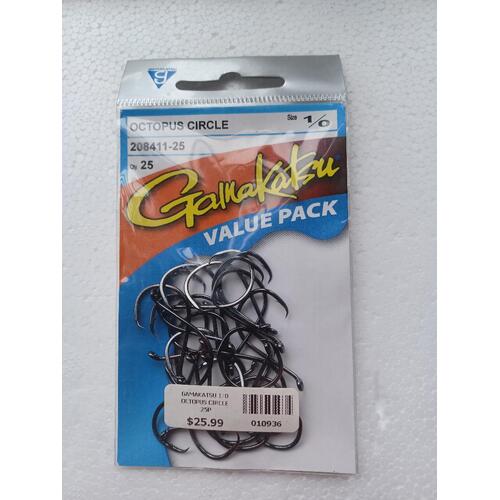 OCTOPUS CIRCLE Size 1/0
208411-25
Qty 25
Gamakatsu
VALUE PACK
GAMAKATSU 1/0
OCTOPUS CIRCLE
25P
$25.99 010936